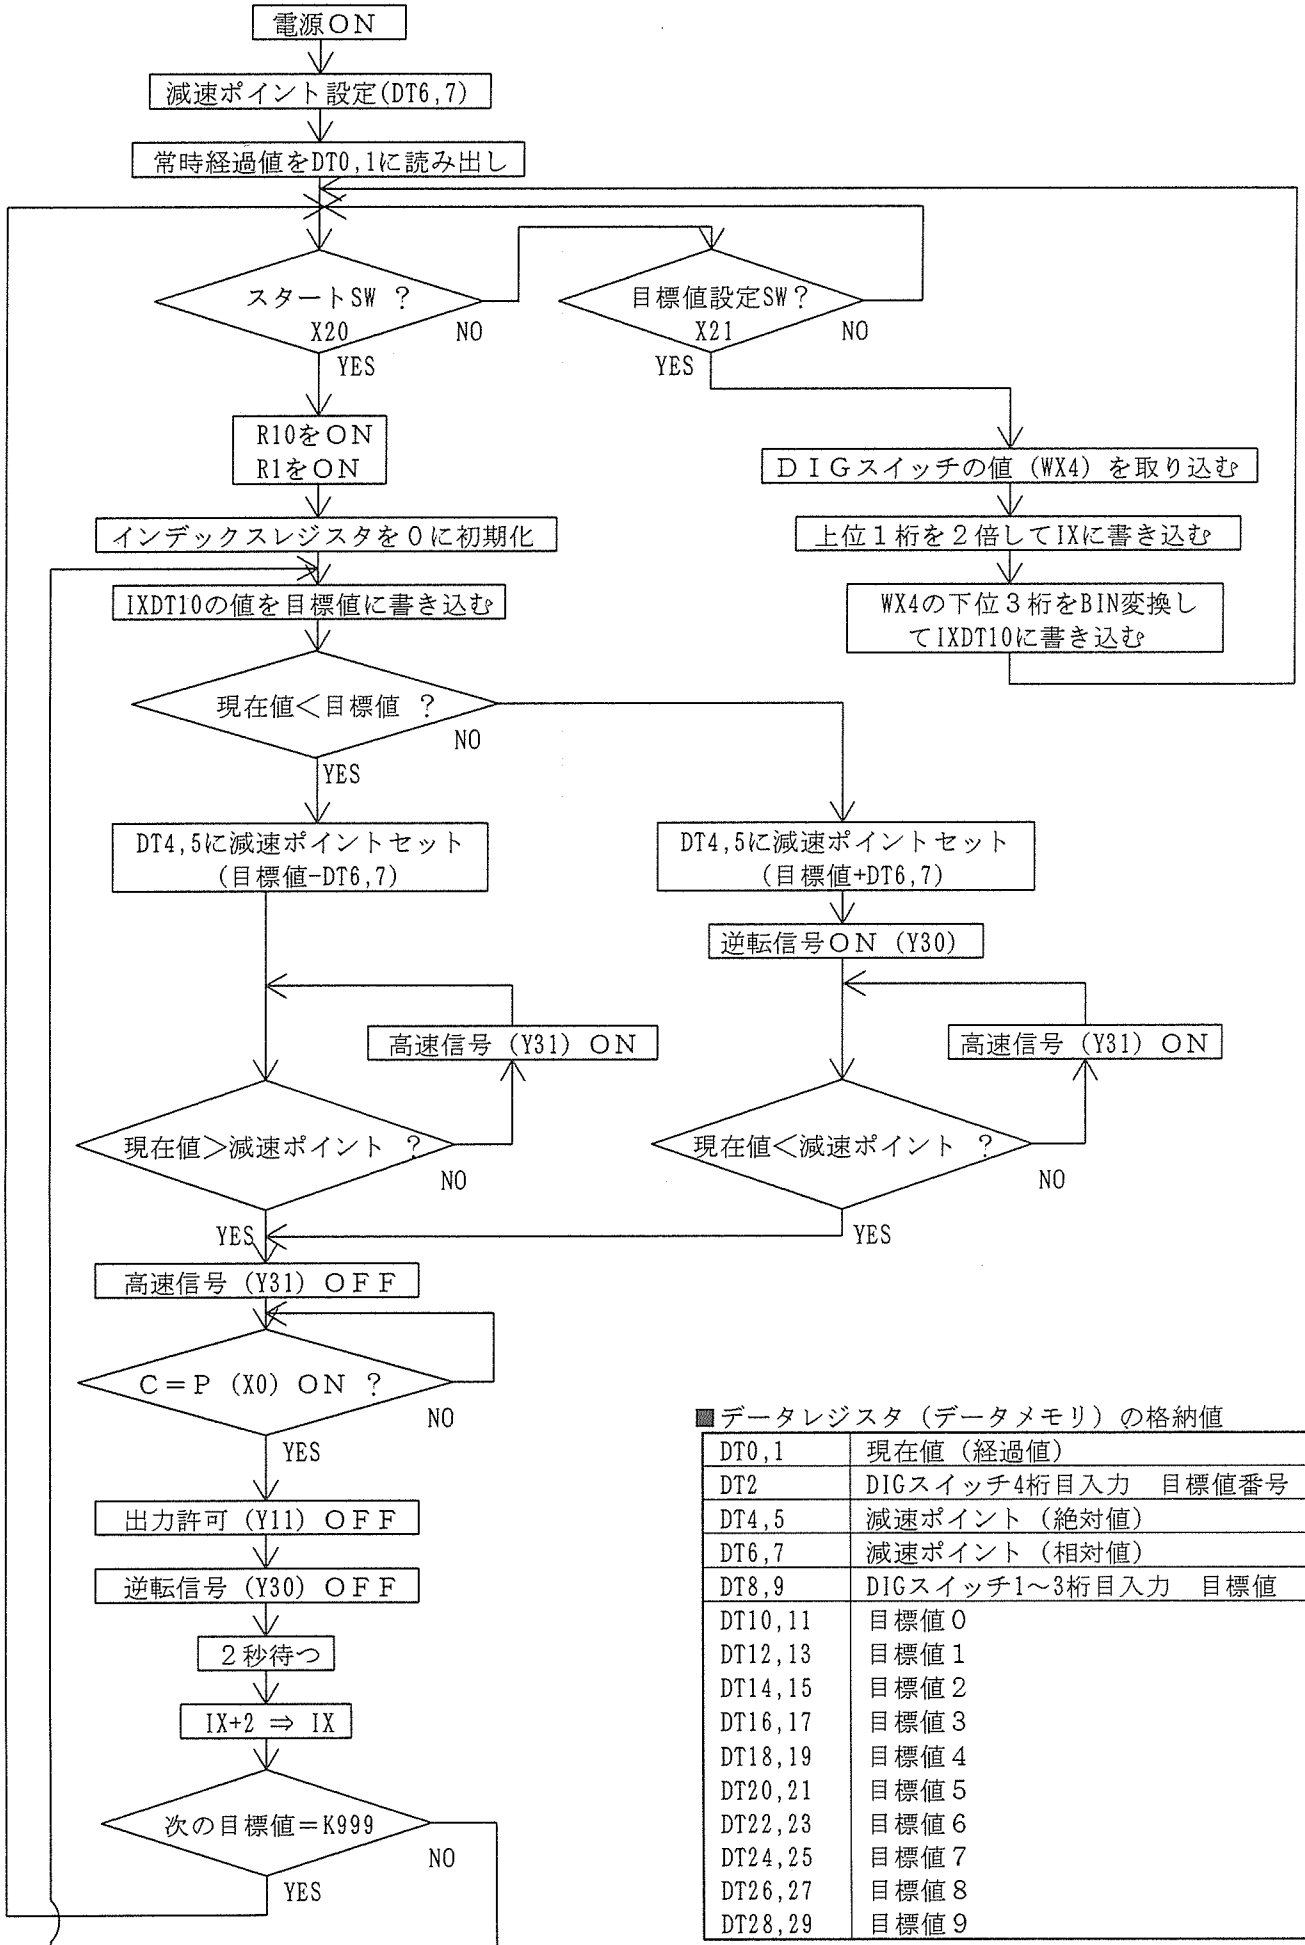 電源ON
減速ポイント設定(DT6,7)
常時経過値をDT0,1に読み出し
スタートSW ?
X20
NO
YES
目標値設定SW?
X21
NO
YES
R10をON
R1をON
DIGスイッチの値 (WX4) を取り込む
インデックスレジスタを0に初期化
上位1桁を2倍してIXに書き込む
IXDT10の値を目標値に書き込む
WX4の下位3桁をBIN変換し
てIXDT10に書き込む
現在値<目標値 ?
NO
YES
DT4,5に減速ポイントセット
(目標値-DT6,7)
DT4,5に減速ポイントセット
(目標値+DT6,7)
逆転信号ON (Y30)
高速信号 (Y31) ON
高速信号 (Y31) ON
現在値>減速ポイント ?
NO
YES
現在値<減速ポイント ?
NO
YES
高速信号 (Y31) OFF
C=P (X0) ON ?
NO
YES
出力許可 (Y11) OFF
逆転信号 (Y30) OFF
2秒待つ
IX+2 ⇒ IX
次の目標値=K999
NO
YES
■データレジスタ (データメモリ) の格納値
DT0,1 現在値 (経過値)
DT2 DIGスイッチ4桁目入力 目標値番号
DT4,5 減速ポイント (絶対値)
DT6,7 減速ポイント (相対値)
DT8,9 DIGスイッチ1~3桁目入力 目標値
DT10,11 目標値0
DT12,13 目標値1
DT14,15 目標値2
DT16,17 目標値3
DT18,19 目標値4
DT20,21 目標値5
DT22,23 目標値6
DT24,25 目標値7
DT26,27 目標値8
DT28,29 目標値9